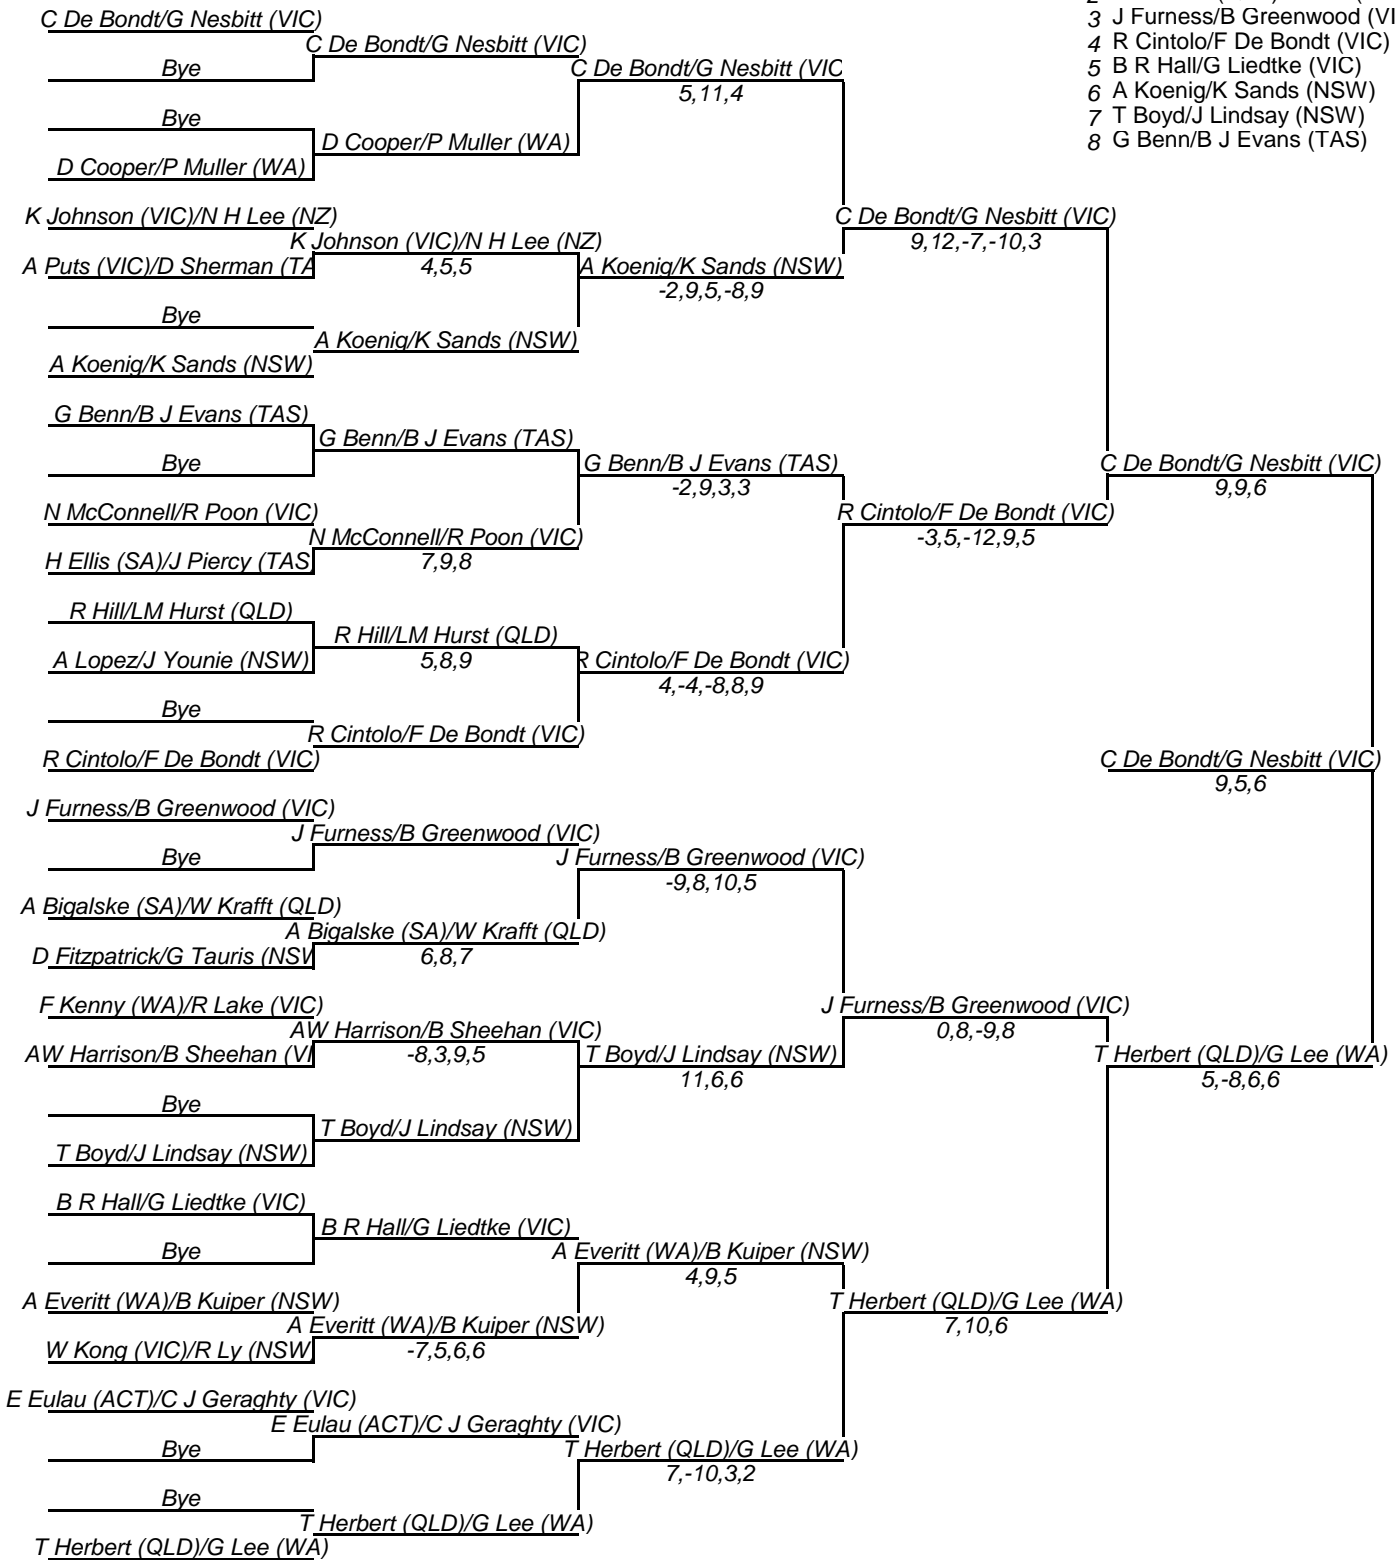 3 J Furness/B Greenwood (VI
4 R Cintolo/F De Bondt (VIC)
5 B R Hall/G Liedtke (VIC)
6 A Koenig/K Sands (NSW)
7 T Boyd/J Lindsay (NSW)
8 G Benn/B J Evans (TAS)
C De Bondt/G Nesbitt (VIC)
Bye
Bye
D Cooper/P Muller (WA)
K Johnson (VIC)/N H Lee (NZ)
A Puts (VIC)/D Sherman (TA
Bye
A Koenig/K Sands (NSW)
G Benn/B J Evans (TAS)
Bye
N McConnell/R Poon (VIC)
H Ellis (SA)/J Piercy (TAS
R Hill/LM Hurst (QLD)
A Lopez/J Younie (NSW)
Bye
R Cintolo/F De Bondt (VIC)
J Furness/B Greenwood (VIC)
Bye
A Bigalske (SA)/W Krafft (QLD)
D Fitzpatrick/G Tauris (NSW
F Kenny (WA)/R Lake (VIC)
AW Harrison/B Sheehan (VI
Bye
T Boyd/J Lindsay (NSW)
B R Hall/G Liedtke (VIC)
Bye
A Everitt (WA)/B Kuiper (NSW)
W Kong (VIC)/R Ly (NSW
E Eulau (ACT)/C J Geraghty (VIC)
Bye
Bye
T Herbert (QLD)/G Lee (WA)
C De Bondt/G Nesbitt (VIC)
D Cooper/P Muller (WA)
K Johnson (VIC)/N H Lee (NZ)
4,5,5
A Koenig/K Sands (NSW)
G Benn/B J Evans (TAS)
N McConnell/R Poon (VIC)
7,9,8
R Hill/LM Hurst (QLD)
5,8,9
R Cintolo/F De Bondt (VIC)
J Furness/B Greenwood (VIC)
A Bigalske (SA)/W Krafft (QLD)
6,8,7
AW Harrison/B Sheehan (VIC)
-8,3,9,5
T Boyd/J Lindsay (NSW)
B R Hall/G Liedtke (VIC)
A Everitt (WA)/B Kuiper (NSW)
-7,5,6,6
E Eulau (ACT)/C J Geraghty (VIC)
T Herbert (QLD)/G Lee (WA)
C De Bondt/G Nesbitt (VIC
5,11,4
A Koenig/K Sands (NSW)
-2,9,5,-8,9
G Benn/B J Evans (TAS)
-2,9,3,3
R Cintolo/F De Bondt (VIC)
4,-4,-8,8,9
J Furness/B Greenwood (VIC)
-9,8,10,5
T Boyd/J Lindsay (NSW)
11,6,6
A Everitt (WA)/B Kuiper (NSW)
4,9,5
T Herbert (QLD)/G Lee (WA)
7,-10,3,2
C De Bondt/G Nesbitt (VIC)
9,12,-7,-10,3
R Cintolo/F De Bondt (VIC)
-3,5,-12,9,5
J Furness/B Greenwood (VIC)
0,8,-9,8
T Herbert (QLD)/G Lee (WA)
7,10,6
C De Bondt/G Nesbitt (VIC)
9,9,6
T Herbert (QLD)/G Lee (WA)
5,-8,6,6
C De Bondt/G Nesbitt (VIC)
9,5,6